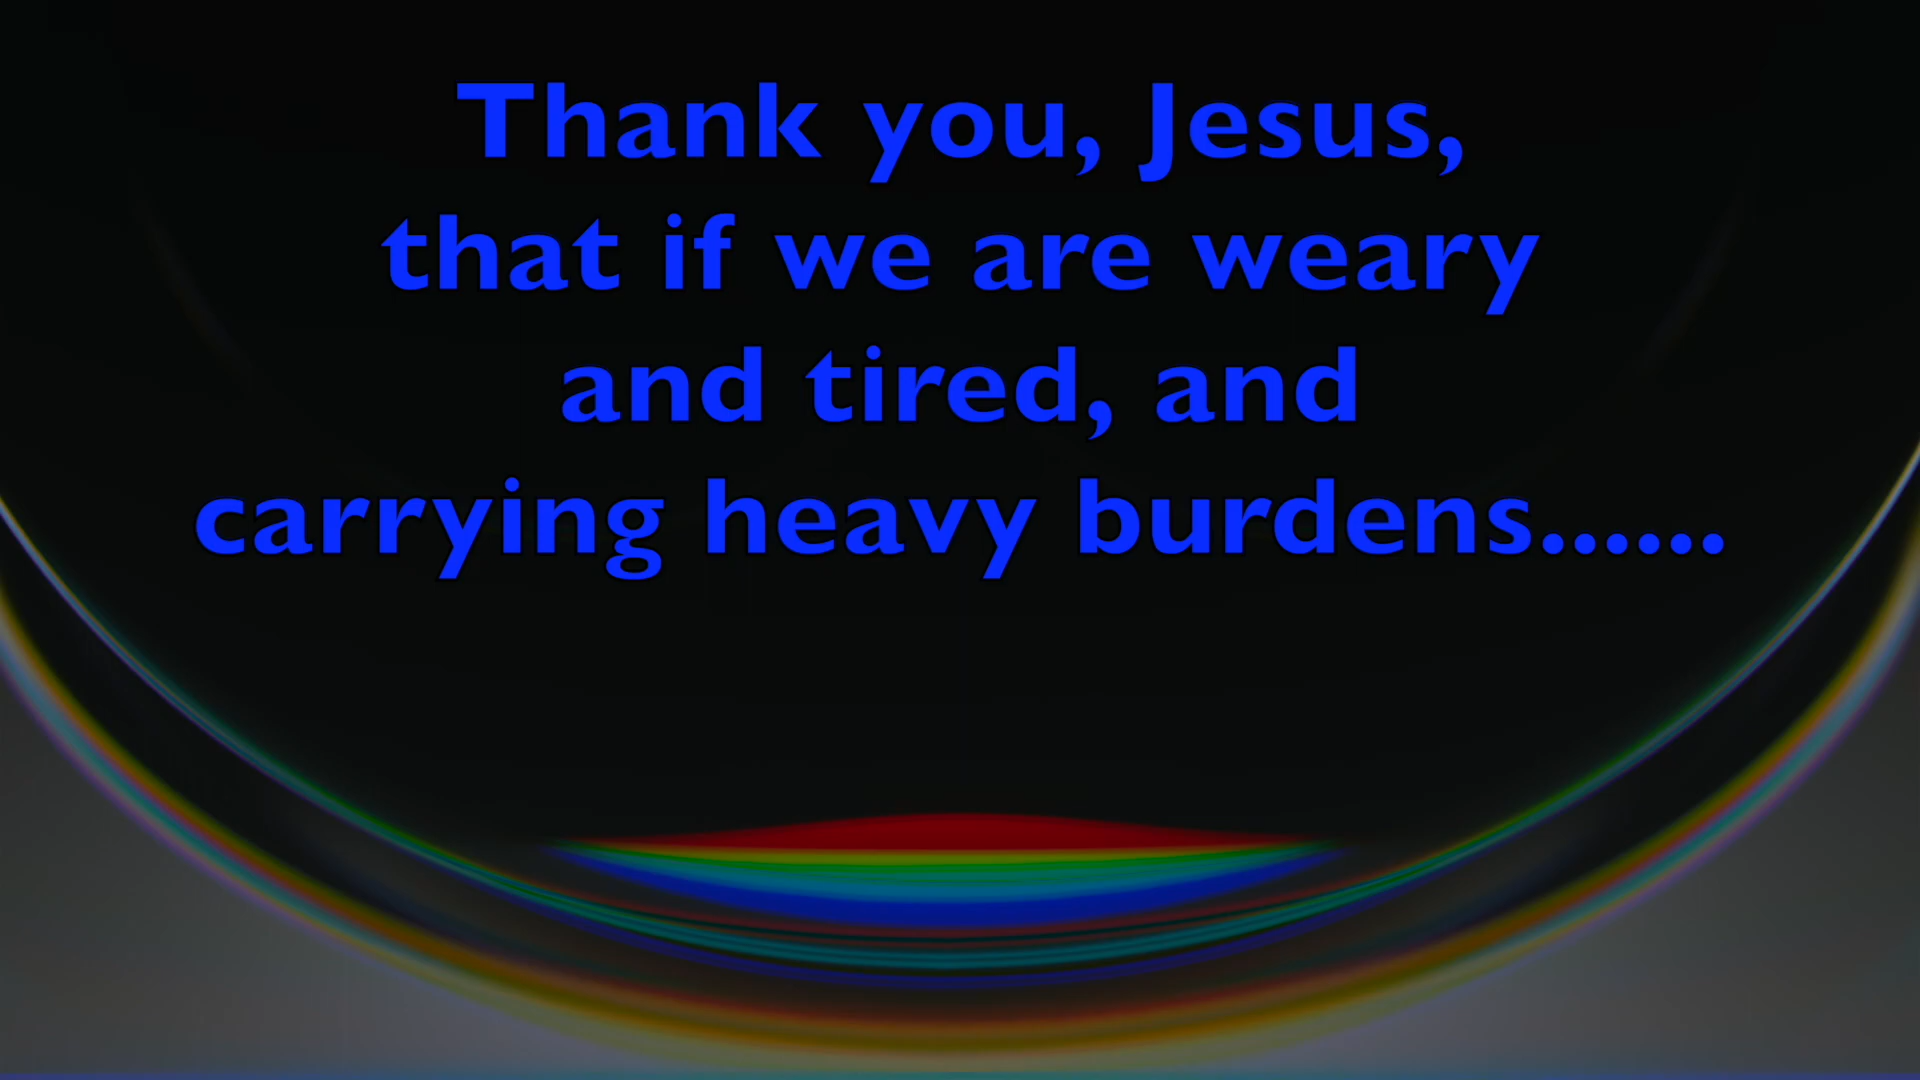 Thank you, Jesus,
that if we are weary
and tired, and
carrying heavy burdens......